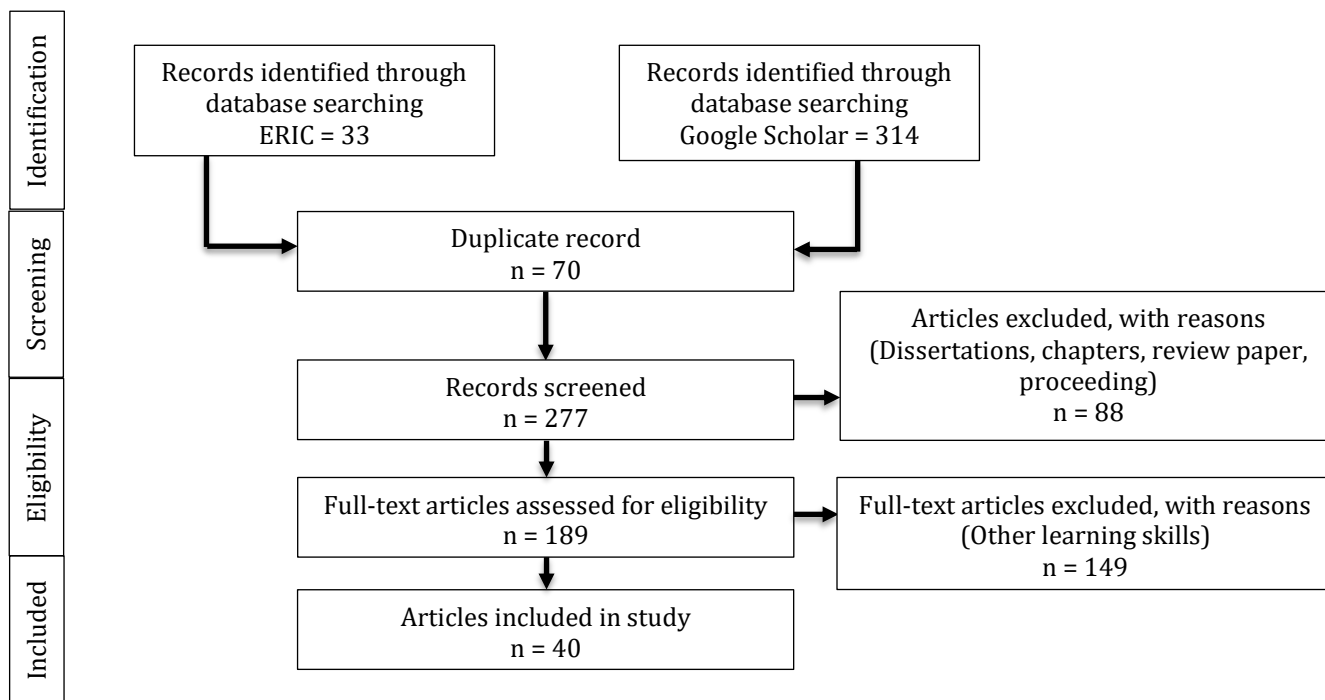 Identification
Records identified through
database searching
ERIC = 33
Records identified through
database searching
Google Scholar = 314
Screening
Duplicate record
n = 70
Articles excluded, with reasons
(Dissertations, chapters, review paper,
proceeding)
n = 88
Records screened
n = 277
Eligibility
Full-text articles assessed for eligibility
n = 189
Full-text articles excluded, with reasons
(Other learning skills)
n = 149
Included
Articles included in study
n = 40